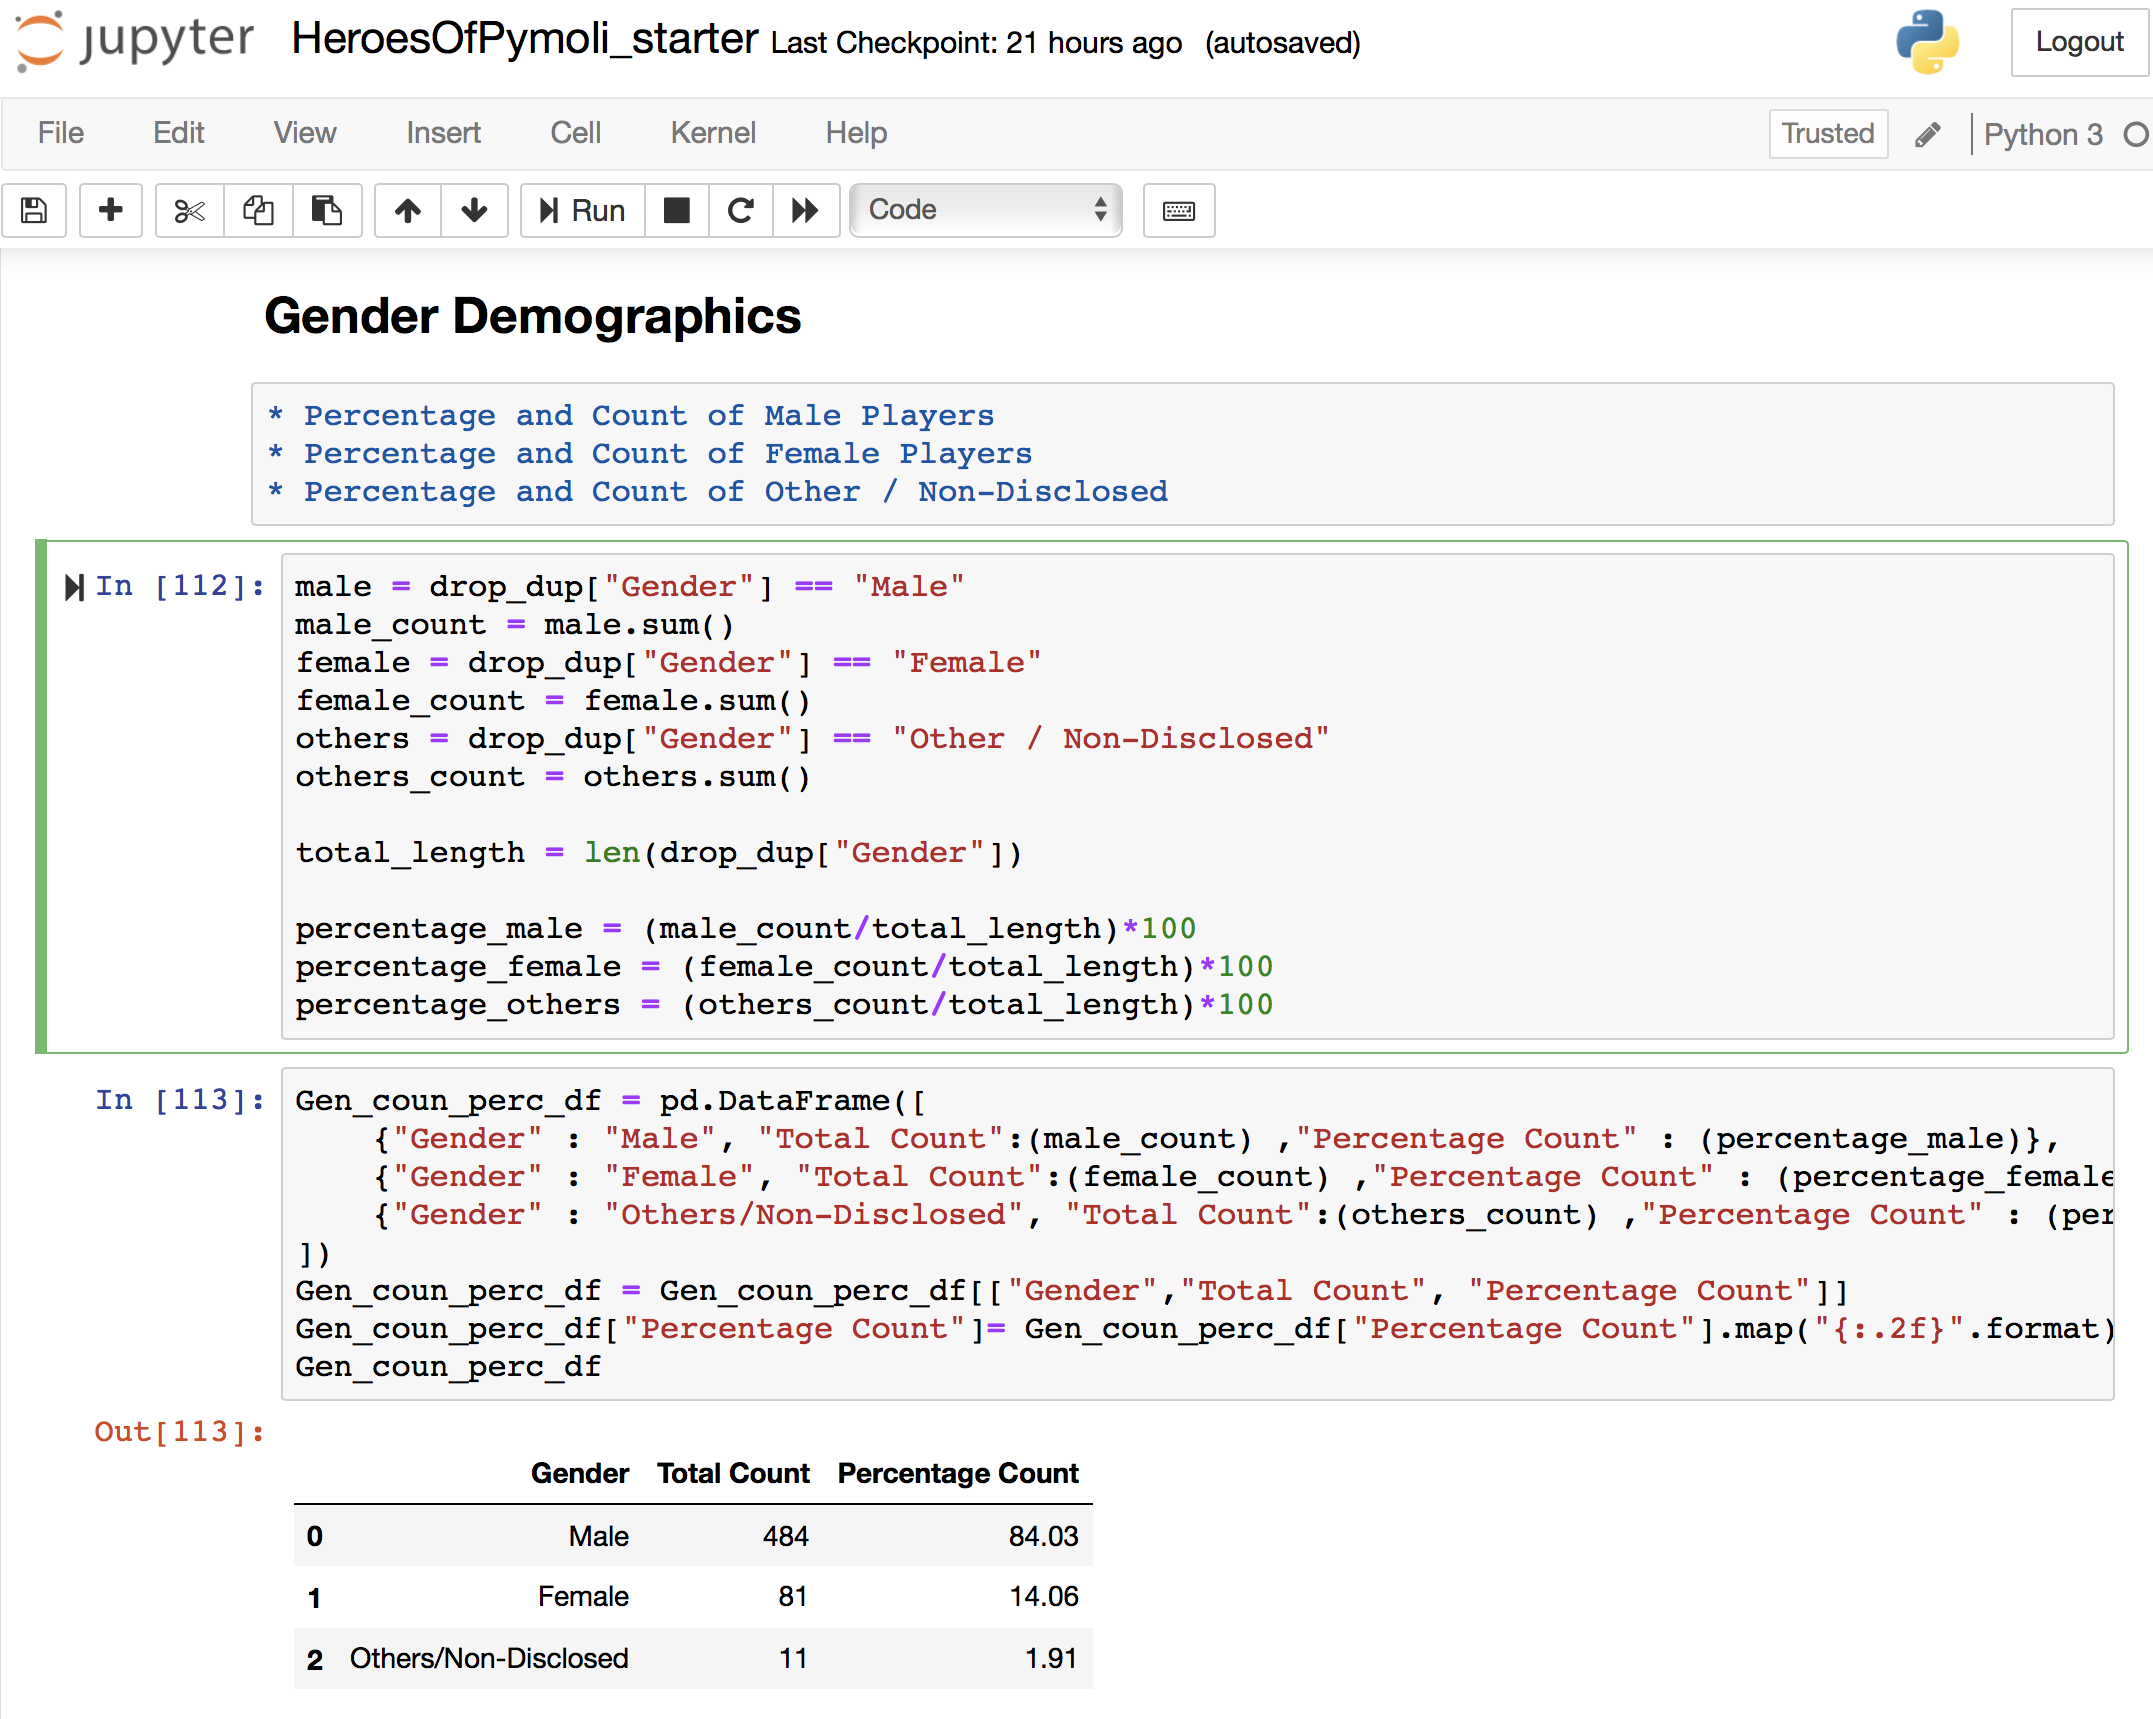 jupyter HeroesOfPymoli_starter Last Checkpoint: 21 hours ago (autosaved) Logout
File Edit View Insert Cell Kernel Help Trusted Python 3
Run Code
Gender Demographics
* Percentage and Count of Male Players
* Percentage and Count of Female Players
* Percentage and Count of Other / Non-Disclosed
In [112]: male = drop_dup["Gender"] == "Male"
male_count = male.sum()
female = drop_dup["Gender"] == "Female"
female_count = female.sum()
others = drop_dup["Gender"] == "Other / Non-Disclosed"
others_count = others.sum()
total_length = len(drop_dup["Gender"])
percentage_male = (male_count/total_length)*100
percentage_female = (female_count/total_length)*100
percentage_others = (others_count/total_length)*100
In [113]: Gen_coun_perc_df = pd.DataFrame([
{"Gender" : "Male", "Total Count":(male_count) ,"Percentage Count" : (percentage_male)},
{"Gender" : "Female", "Total Count":(female_count) ,"Percentage Count" : (percentage_female
{"Gender" : "Others/Non-Disclosed", "Total Count":(others_count) ,"Percentage Count" : (per
])
Gen_coun_perc_df = Gen_coun_perc_df[["Gender","Total Count", "Percentage Count"]]
Gen_coun_perc_df["Percentage Count"]= Gen_coun_perc_df["Percentage Count"].map("{:.2f}".format)
Gen_coun_perc_df
Out[113]:
Gender Total Count Percentage Count
0 Male 484 84.03
1 Female 81 14.06
2 Others/Non-Disclosed 11 1.91